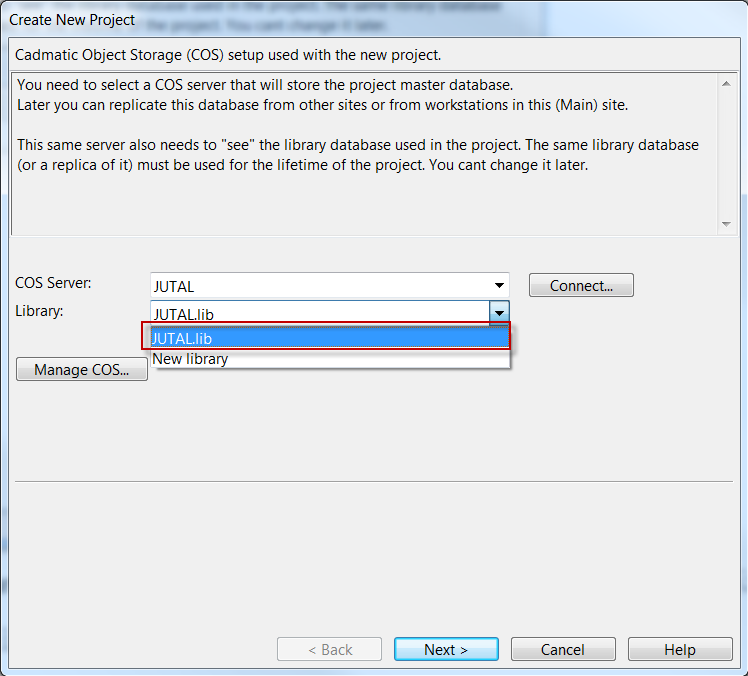 Create New Project
Cadmatic Object Storage (COS) setup used with the new project.
You need to select a COS server that will store the project master database.
Later you can replicate this database from other sites or from workstations in this (Main) site.
This same server also needs to "see" the library database used in the project. The same library database
(or a replica of it) must be used for the lifetime of the project. You cant change it later.
COS Server:
JUTAL
Connect...
Library:
JUTAL.lib
JUTAL.lib
New library
Manage COS...
< Back
Next >
Cancel
Help